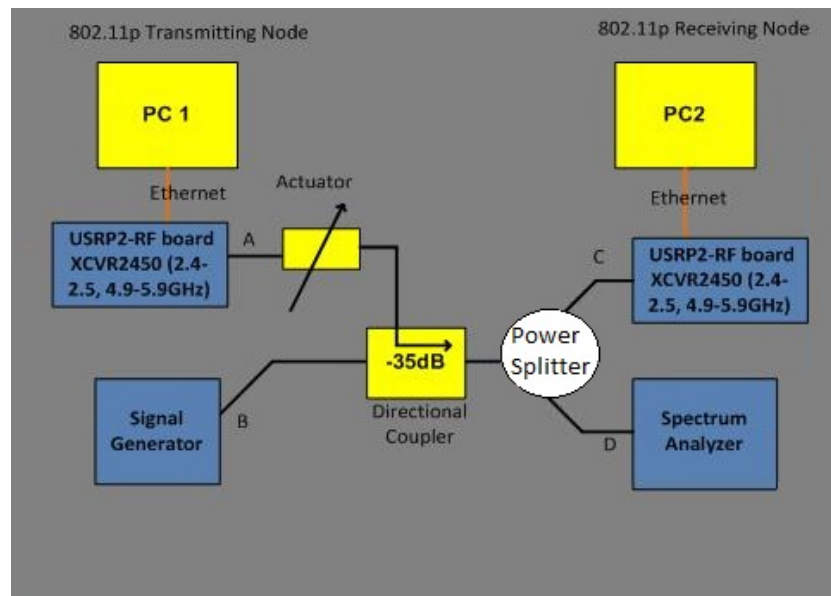 802.11p Transmitting Node
802.11p Receiving Node
PC 1
PC2
Ethernet
Actuator
Ethernet
USRP2-RF board
XCVR2450 (2.4-
2.5, 4.9-5.9GHz)
A
C
USRP2-RF board
XCVR2450 (2.4-
2.5, 4.9-5.9GHz)
Power
Splitter
-35dB
Directional
Coupler
Signal
Generator
B
D
Spectrum
Analyzer